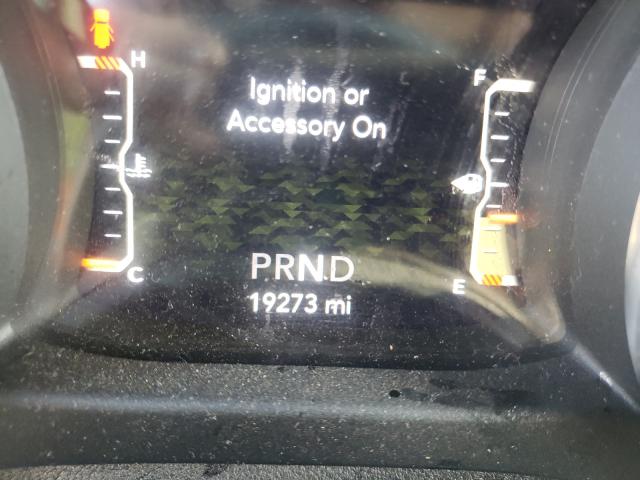 H
F
Ignition or
Accessory On
C
PRND
E
19273 mi